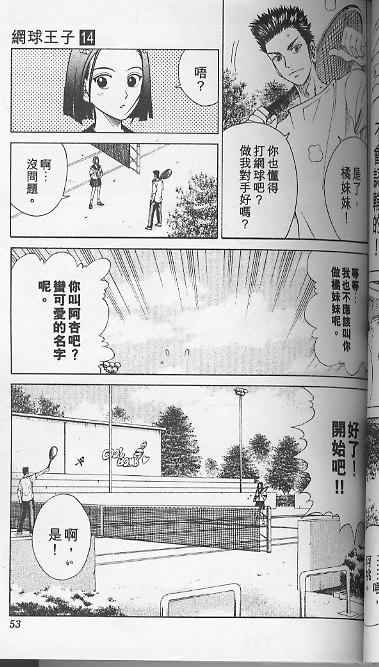 網球王子 14
是了，
橘妹妹！
你也懂得
打網球吧？
做我對手好嗎？
唔？
啊…
沒問題。
等等…
我也不應該叫你
做橘妹妹呢。
你叫阿杏吧？
蠻可愛的名字
呢。
好了！
開始吧!!
啊，
是！
53